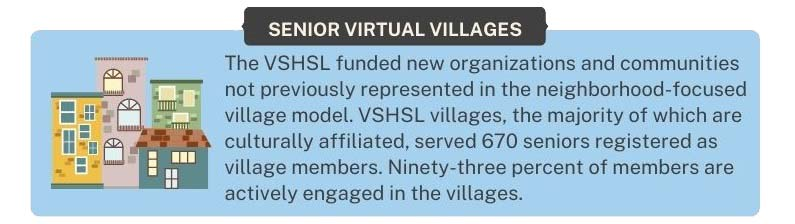 SENIOR VIRTUAL VILLAGES
The VSHSL funded new organizations and communities
not previously represented in the neighborhood-focused
village model. VSHSL villages, the majority of which are
culturally affiliated, served 670 seniors registered as
village members. Ninety-three percent of members are
actively engaged in the villages.